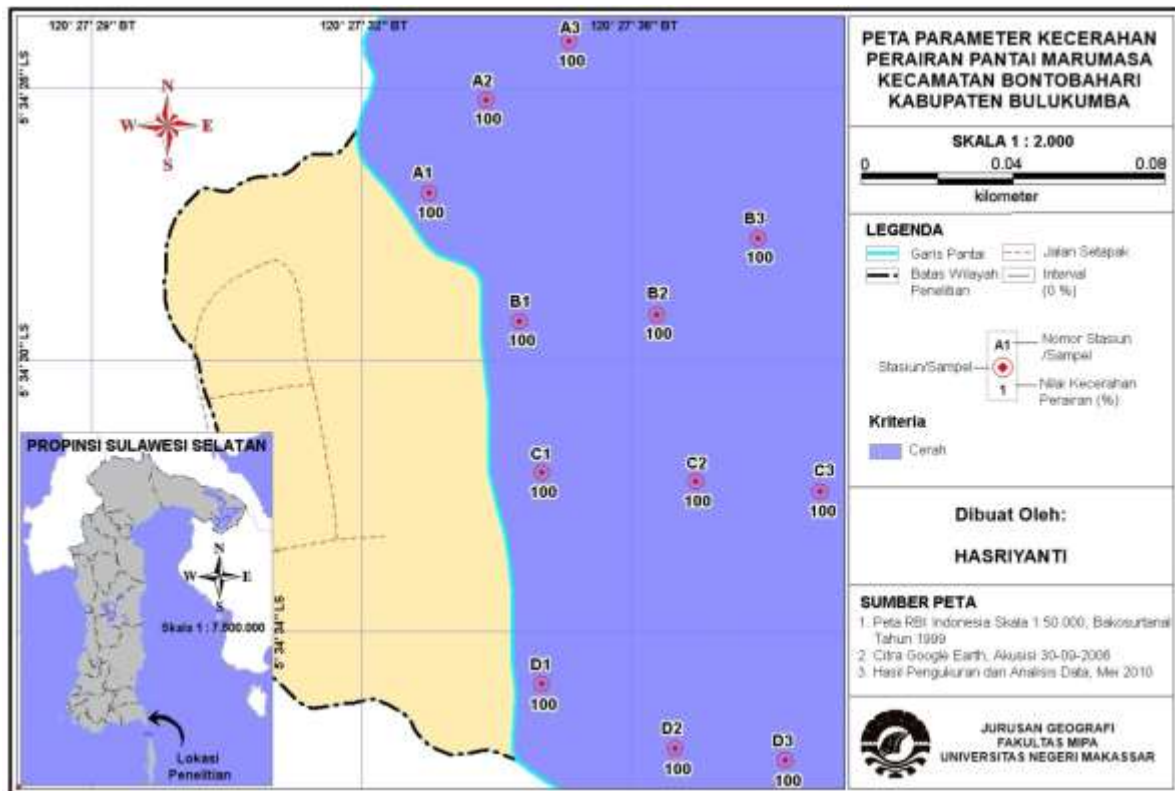 120° 27' 28" BT
120° 27' 32" BT
120° 27' 36" BT
5° 34' 26" LS
5° 34' 30" LS
5° 34' 34" LS
N
W E
S
A3
100
A2
100
A1
100
B3
100
B2
100
B1
100
C1
100
C2
100
C3
100
D1
100
D2
100
D3
100
PROPINSI SULAWESI SELATAN
N
W E
S
Skala 1 : 7.500.000
Lokasi
Penelitian
PETA PARAMETER KECERAHAN
PERAIRAN PANTAI MARUMASA
KECAMATAN BONTOBAHARI
KABUPATEN BULUKUMBA
SKALA 1 : 2.000
0 0.04 0.08
kilometer
LEGENDA
Garis Pantai
Jalan Setapak
Batas Wilayah
Penelitian
Interval
(0 %)
Stasiun/Sampel
A1
1
Nomor Stasiun
/Sampel
Nilai Kecerahan
Perairan (%)
Kriteria
Cerah
Dibuat Oleh:
HASRIYANTI
SUMBER PETA
1. Peta RBI Indonesia Skala 1:50.000, Bakosurtanal
Tahun 1999
2. Citra Google Earth, Akusisi 30-09-2006
3. Hasil Pengukuran dan Analisis Data, Mei 2010
JURUSAN GEOGRAFI
FAKULTAS MIPA
UNIVERSITAS NEGERI MAKASSAR